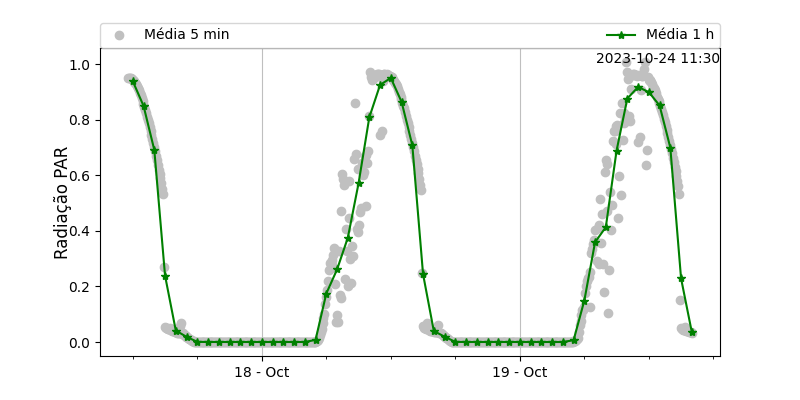 Média 5 min
Média 1 h
2023-10-24 11:30
Radiação PAR
1.0
0.8
0.6
0.4
0.2
0.0
18 - Oct
19 - Oct